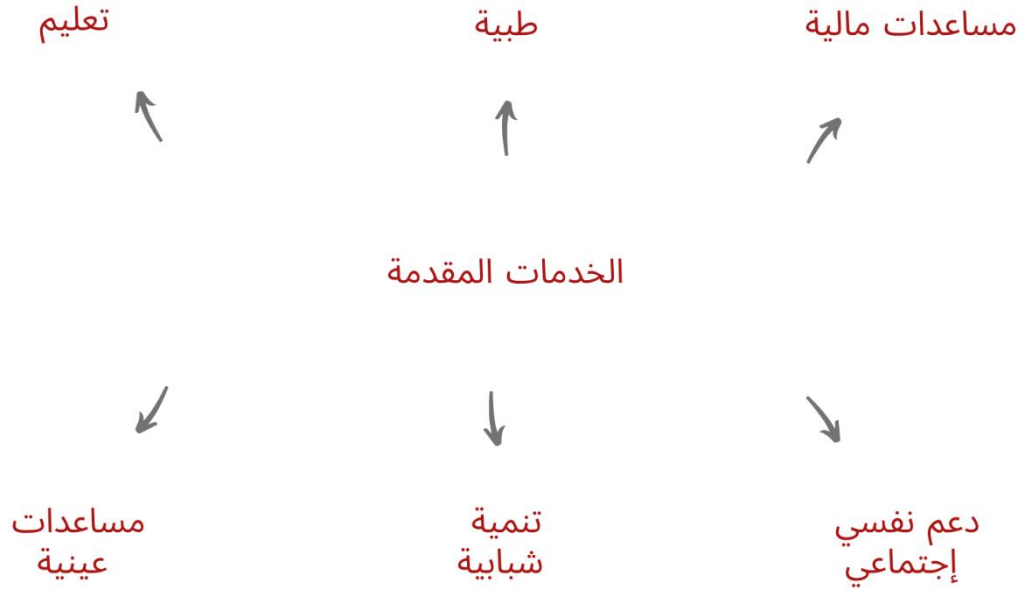 مساعدات مالية
طبية
تعليم
الخدمات المقدمة
دعم نفسي
إجتماعي
تنمية
شبابية
مساعدات
عينية